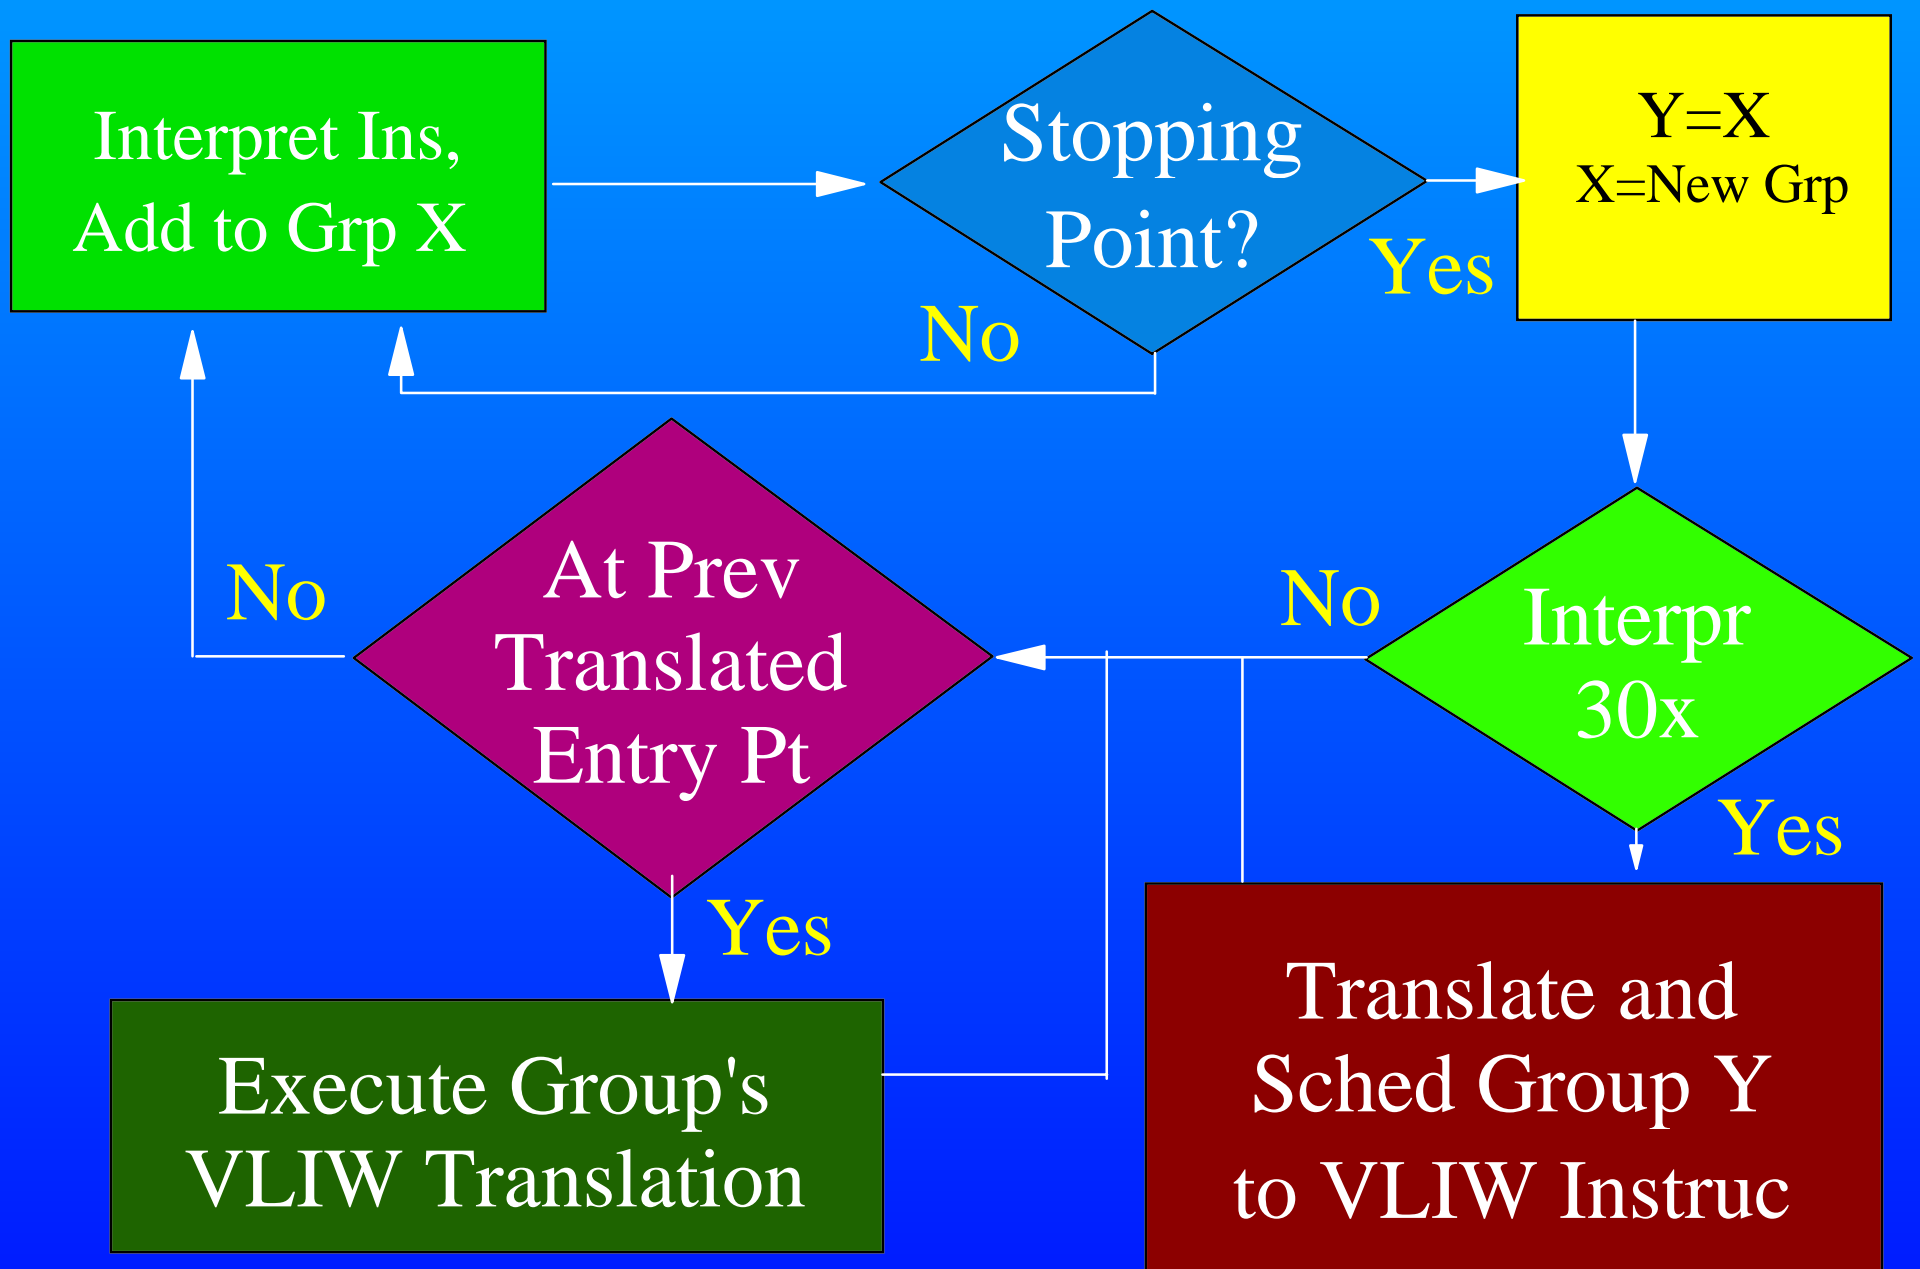 Interpret Ins,
Add to Grp X
Stopping
Point?
Yes
No
Y=X
X=New Grp
At Prev
Translated
Entry Pt
No
Yes
Interpr
30x
No
Yes
Execute Group's
VLIW Translation
Translate and
Sched Group Y
to VLIW Instruc